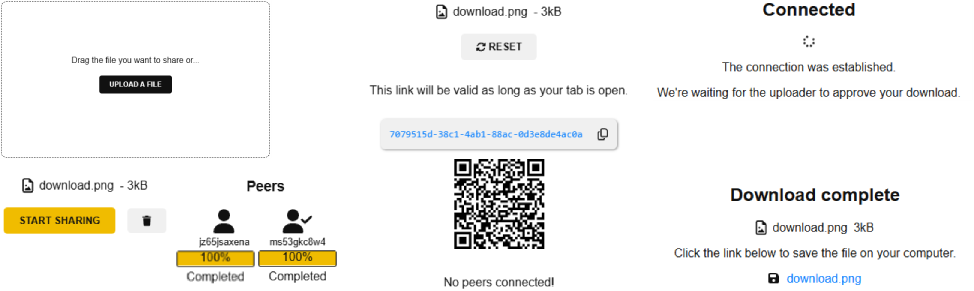 Drag the file you want to share or...
UPLOAD A FILE
download.png - 3kB
START SHARING
Peers
jz65jsaxena ms53gkc8w4
100% 100%
Completed Completed
download.png - 3kB
RESET
This link will be valid as long as your tab is open.
7079515d-38c1-4ab1-88ac-0d3e8de4ac0a
No peers connected!
Connected
The connection was established.
We're waiting for the uploader to approve your download.
Download complete
download.png 3kB
Click the link below to save the file on your computer.
download.png